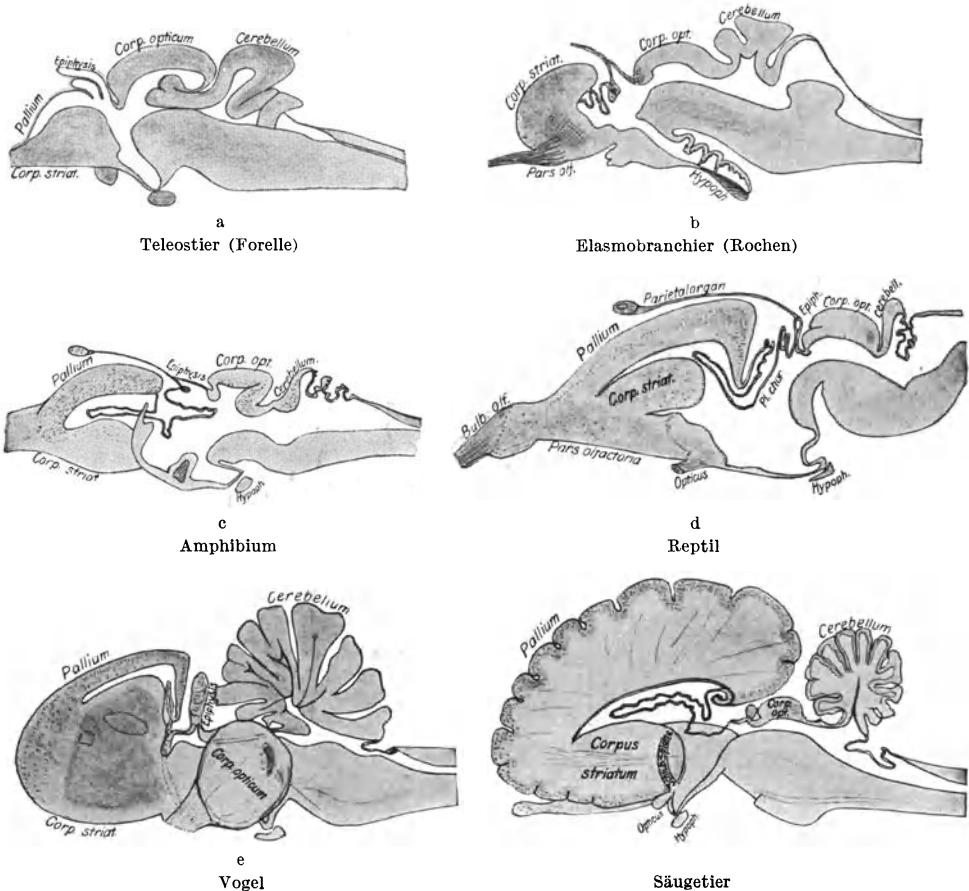 Pallium
Epiphysis
Corp. opticum
Cerebellum
Corp. striat.
a
Teleostier (Forelle)
Corp. striat.
Corp. opt.
Cerebellum
Pars olf.
Hypoph
b
Elasmobranchier (Rochen)
Pallium
Epiphysis
Corp. opt.
Cerebellum.
Corp striat
Hypoph
c
Amphibium
Parietalorgan
Pallium
Epiph.
Corp. opt.
Cerebell.
Corp. striat.
Pl. chor
Bulb. olf.
Pars olfactoria
Opticus
Hypoph.
d
Reptil
Cerebellum
Pallium
Epiphysis
Corp. opticum
Corp. striat.
e
Vogel
Pallium
Cerebellum
Corp.
opt.
Corpus
striatum
Opticus
Hypoph
Säugetier